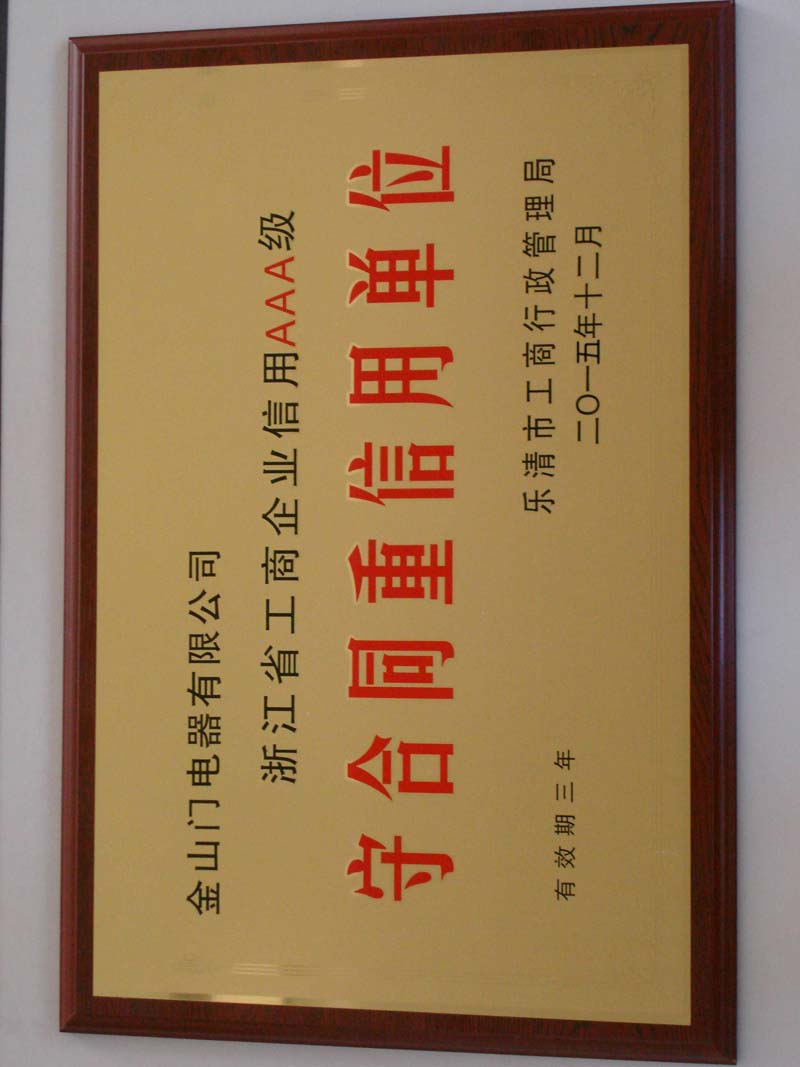 金山门电器有限公司
浙江省工商企业信用AAA级
守合同重信用单位
乐清市工商行政管理局
二〇一五年十二月
有效期三年